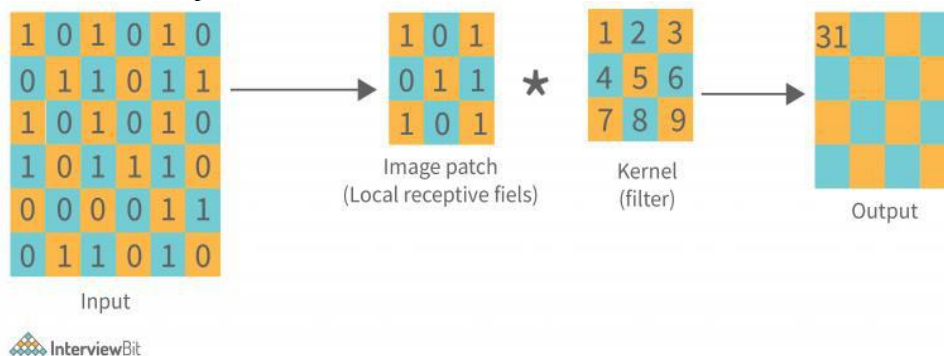 1 0 1 0 1 0
0 1 1 0 1 1
1 0 1 0 1 0
1 0 1 1 1 0
0 0 0 0 1 1
0 1 1 0 1 0
Input
1 0 1
0 1 1
1 0 1
Image patch
(Local receptive fiels)
*
1 2 3
4 5 6
7 8 9
Kernel
(filter)
31
Output
InterviewBit